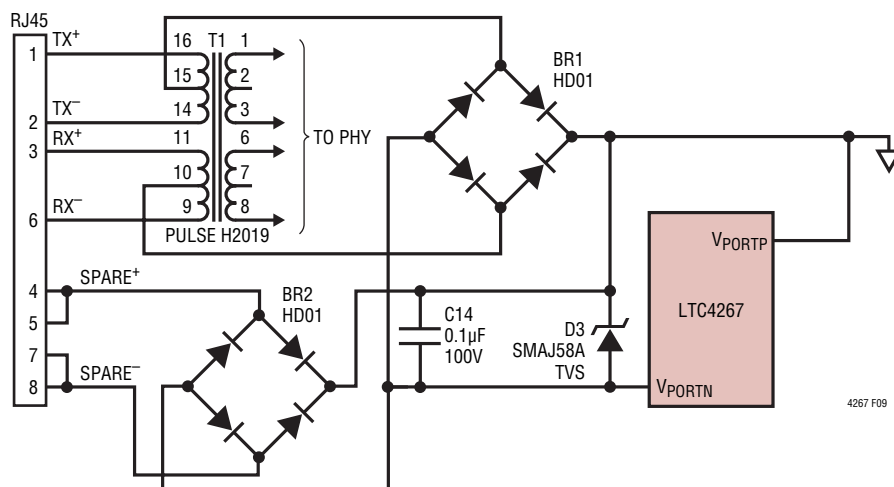 RJ45
1
TX+
2
TX−
3
RX+
6
RX−
4
SPARE+
5
7
8
SPARE−
16
T1
1
15
2
14
3
11
6
10
7
9
8
PULSE H2019
TO PHY
BR1
HD01
BR2
HD01
C14
0.1µF
100V
D3
SMAJ58A
TVS
VPORTP
LTC4267
VPORTN
4267 F09